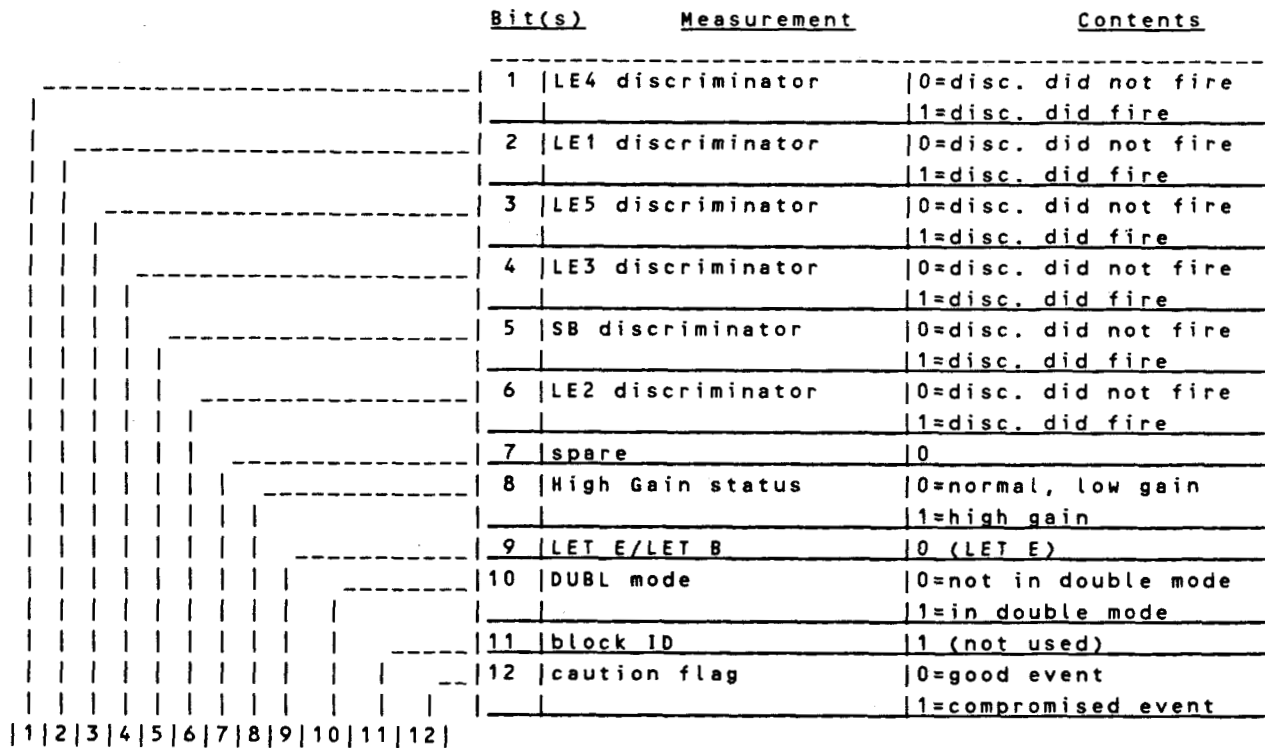 Bit(s) Measurement Contents
1 |LE4 discriminator |0=disc. did not fire
|1=disc. did fire
2 |LE1 discriminator |0=disc. did not fire
|1=disc. did fire
3 |LE5 discriminator |0=disc. did not fire
|1=disc. did fire
4 |LE3 discriminator |0=disc. did not fire
|1=disc. did fire
5 |SB discriminator |0=disc. did not fire
|1=disc. did fire
6 |LE2 discriminator |0=disc. did not fire
|1=disc. did fire
7 |spare |0
8 |High Gain status |0=normal, low gain
|1=high gain
9 |LET E/LET B |0 (LET E)
10 |DUBL mode |0=not in double mode
|1=in double mode
11 |block ID |1 (not used)
12 |caution flag |0=good event
|1=compromised event
|1|2|3|4|5|6|7|8|9|10|11|12|